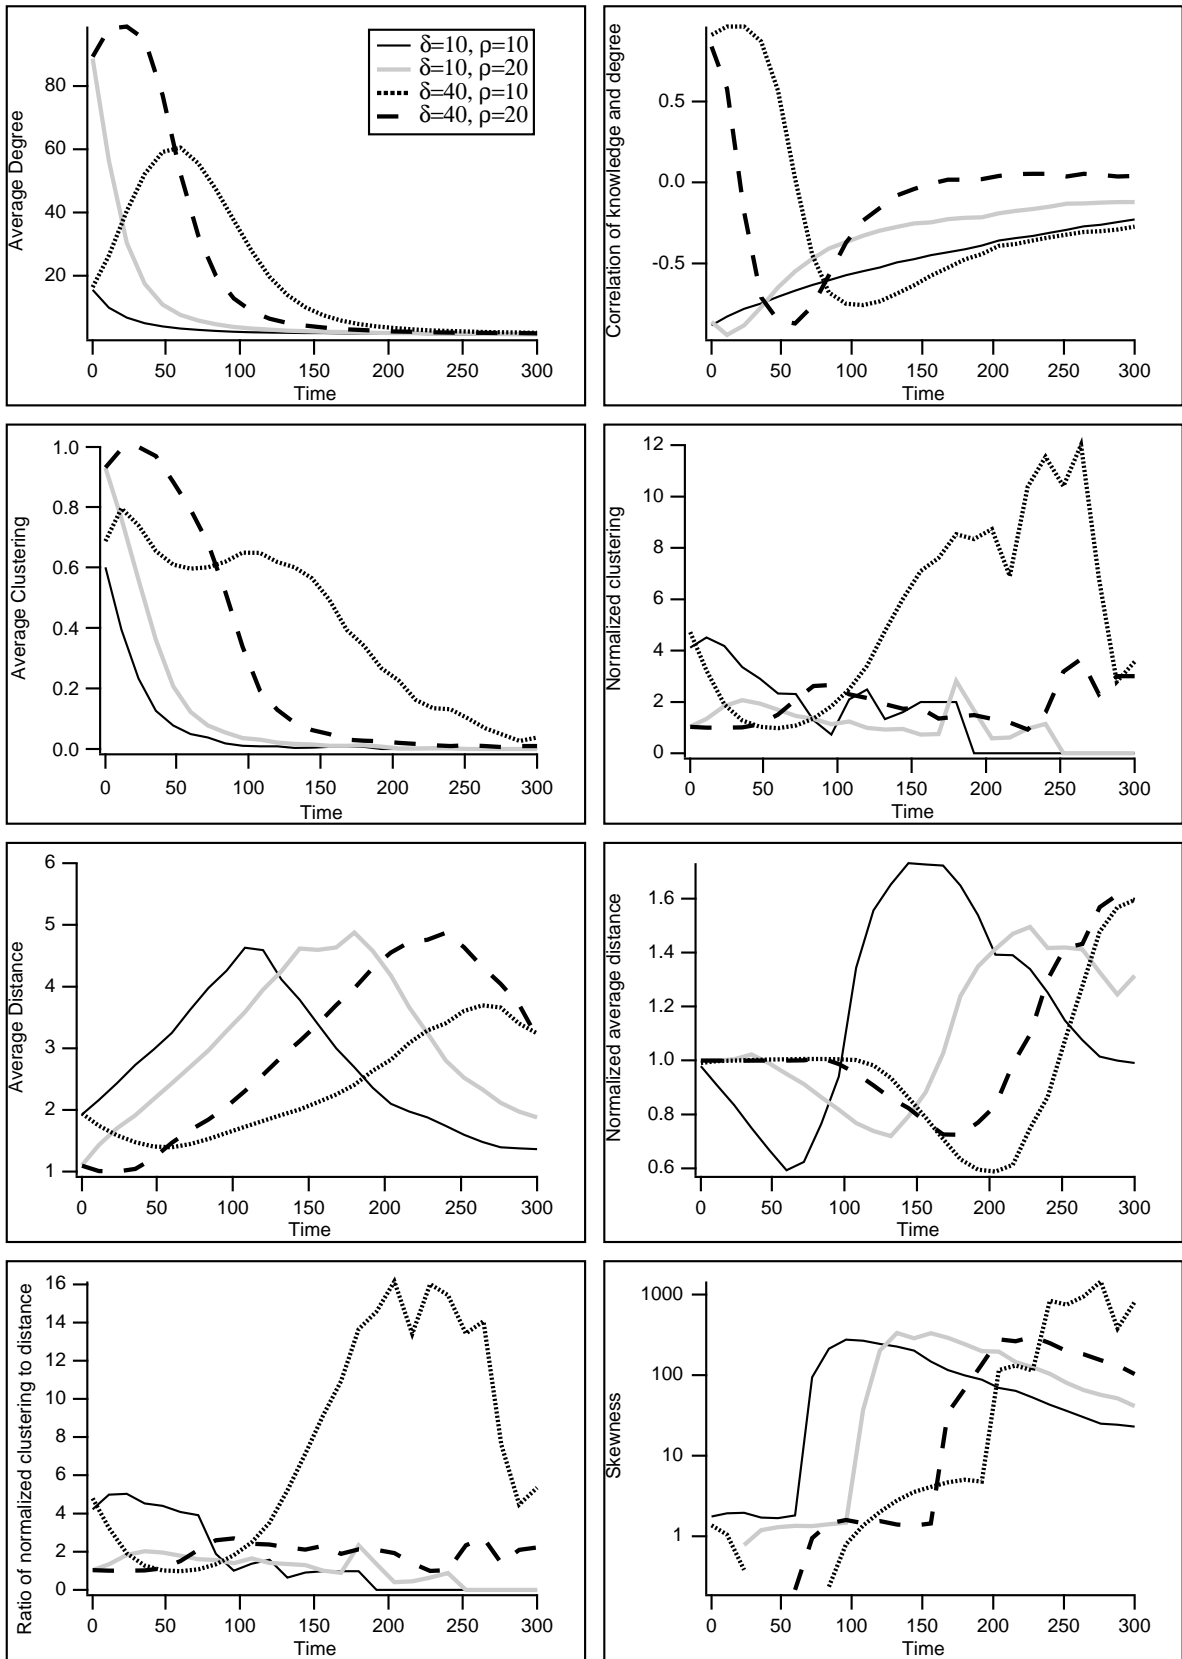 Average Degree
80
60
40
20
0 50 100 150 200 250 300
Time
δ=10, ρ=10
δ=10, ρ=20
δ=40, ρ=10
δ=40, ρ=20
Correlation of knowledge and degree
0.5
0.0
-0.5
0 50 100 150 200 250 300
Time
Average Clustering
1.0
0.8
0.6
0.4
0.2
0.0
0 50 100 150 200 250 300
Time
Normalized clustering
12
10
8
6
4
2
0
0 50 100 150 200 250 300
Time
Average Distance
6
5
4
3
2
1
0 50 100 150 200 250 300
Time
Normalized average distance
1.6
1.4
1.2
1.0
0.8
0.6
0 50 100 150 200 250 300
Time
Ratio of normalized clustering to distance
16
14
12
10
8
6
4
2
0
0 50 100 150 200 250 300
Time
Skewness
1000
100
10
1
0 50 100 150 200 250 300
Time